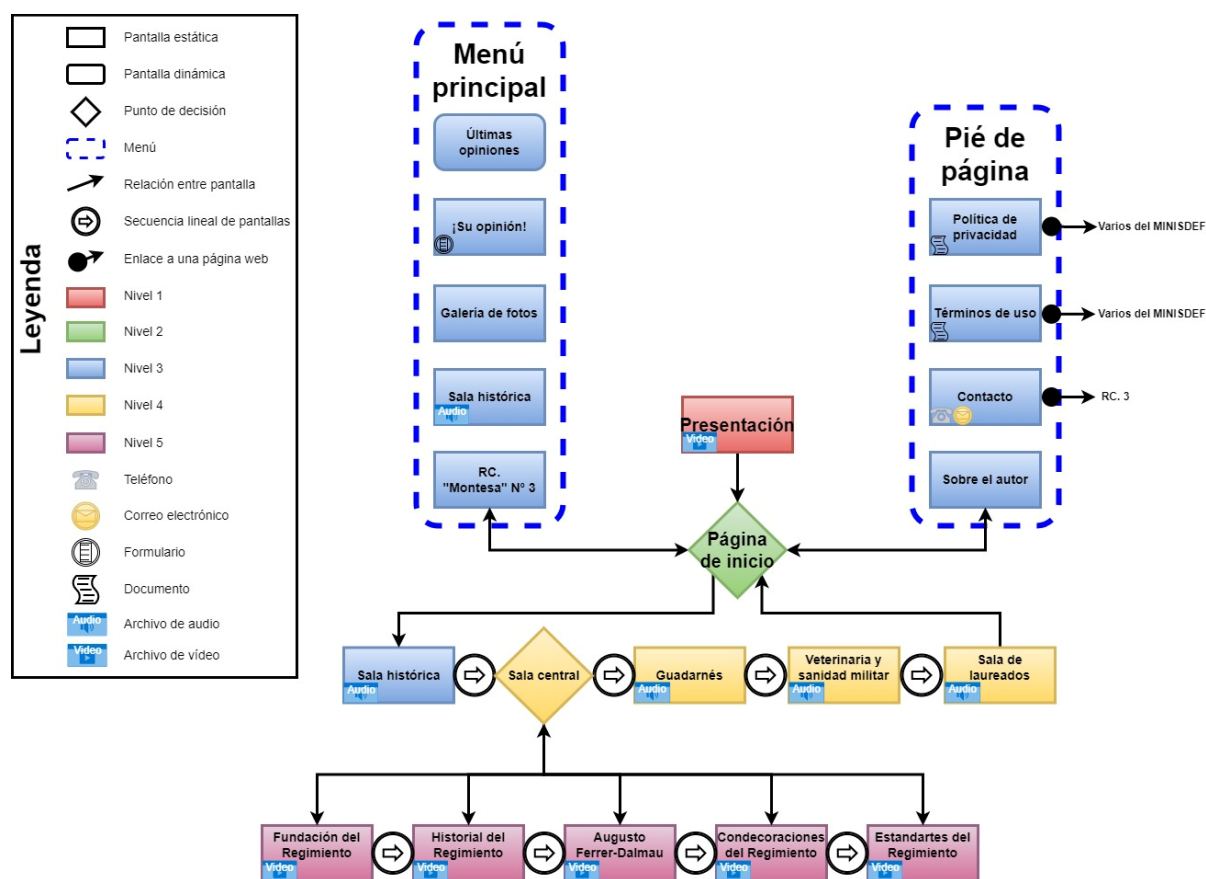 Leyenda
Pantalla estática
Pantalla dinámica
Punto de decisión
Menú
Relación entre pantalla
Secuencia lineal de pantallas
Enlace a una página web
Nivel 1
Nivel 2
Nivel 3
Nivel 4
Nivel 5
Teléfono
Correo electrónico
Formulario
Documento
Audio
Archivo de audio
Video
Archivo de vídeo
Menú
principal
Últimas
opiniones
¡Su opinión!
Galería de fotos
Sala histórica
Audio
RC.
"Montesa" Nº 3
Presentación
Video
Página
de inicio
Pié de
página
Política de
privacidad
Varios del MINISDEF
Términos de uso
Varios del MINISDEF
Contacto
RC. 3
Sobre el autor
Sala histórica
Audio
Sala central
Guadarnés
Audio
Veterinaria y
sanidad militar
Audio
Sala de
laureados
Audio
Fundación del
Regimiento
Video
Historial del
Regimiento
Video
Augusto
Ferrer-Dalmau
Video
Condecoraciones
del Regimiento
Video
Estandartes del
Regimiento
Video